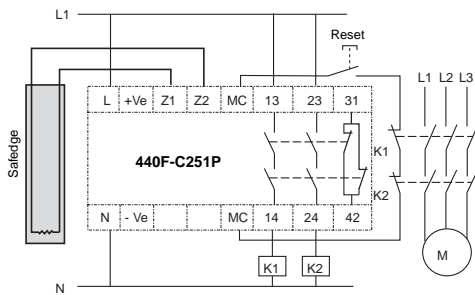 L1
Reset
L1 L2 L3
L +Ve Z1 Z2 MC 13 23 31
Safedge
440F-C251P
K1
K2
N - Ve MC 14 24 42
K1 K2
M
N